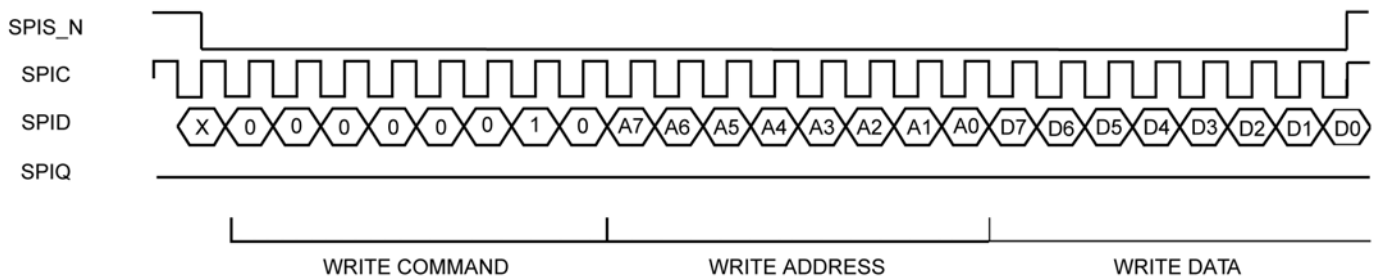 SPIS_N
SPIC
SPID X 0 0 0 0 0 0 1 0 A7 A6 A5 A4 A3 A2 A1 A0 D7 D6 D5 D4 D3 D2 D1 D0
SPIQ
WRITE COMMAND WRITE ADDRESS WRITE DATA